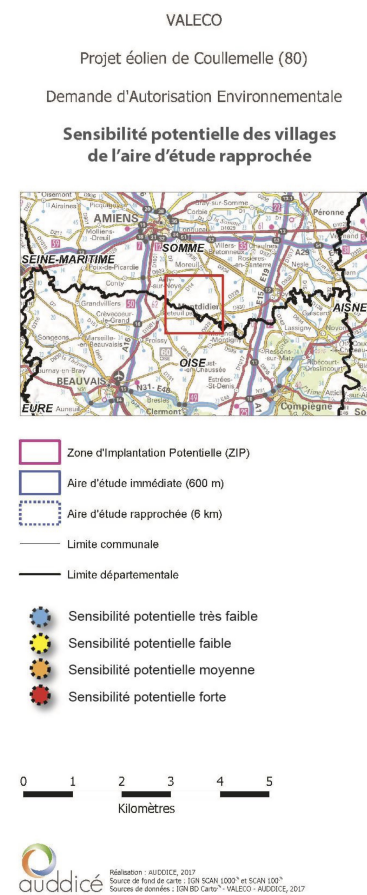 VALECO
Projet éolien de Coullemelle (80)
Demande d'Autorisation Environnementale
Sensibilité potentielle des villages
de l'aire d'étude rapprochée
AMIENS
SOMME
Péronne
SEINE-MARITIME
AISNE
OISE
BEAUVAIS
Compiègne
Clermont
EURE
Zone d'Implantation Potentielle (ZIP)
Aire d'étude immédiate (600 m)
Aire d'étude rapprochée (6 km)
Limite communale
Limite départementale
Sensibilité potentielle très faible
Sensibilité potentielle faible
Sensibilité potentielle moyenne
Sensibilité potentielle forte
0 1 2 3 4 5
Kilomètres
auddicé
Réalisation : AUDDICE, 2017
Source de fond de carte : IGN SCAN 1000® et SCAN 100®
Sources de données : IGN BD Carto® - VALECO - AUDDICE, 2017